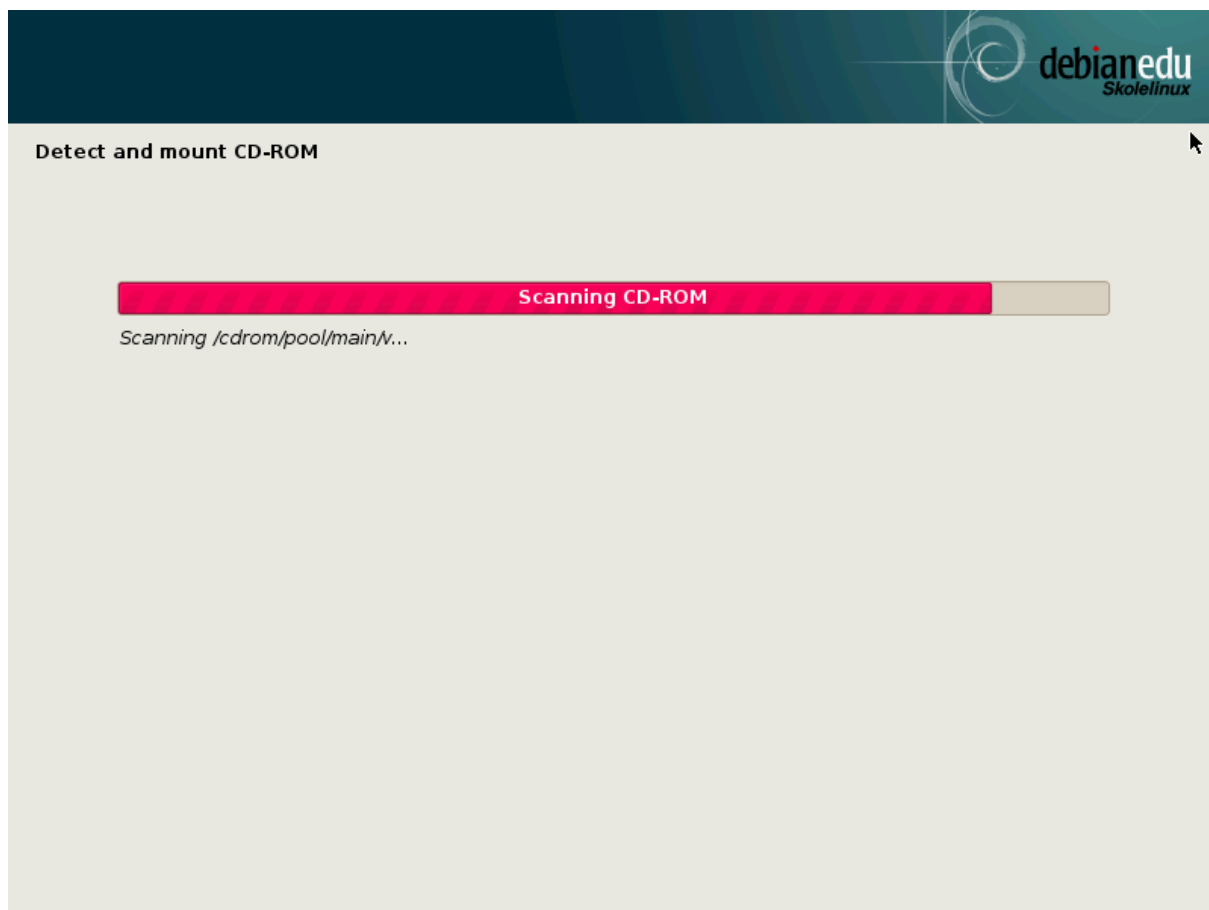 debianedu
Skolelinux
Detect and mount CD-ROM
Scanning CD-ROM
Scanning /cdrom/pool/main/v...